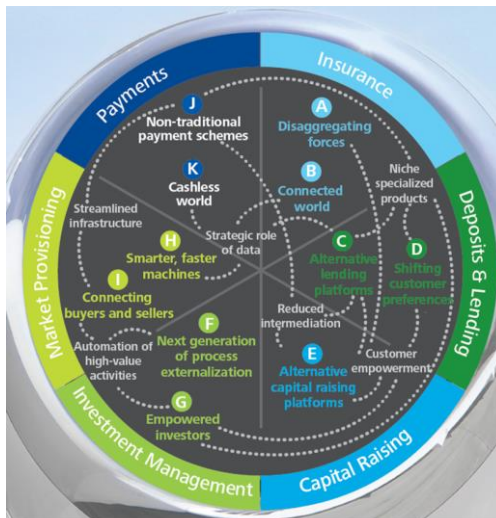 Payments
Insurance
Deposits & Lending
Capital Raising
Investment Management
Market Provisioning
J
Non-traditional
payment schemes
A
Disaggregating
forces
K
Cashless
world
B
Connected
world
Niche
specialized
products
Streamlined
infrastructure
Strategic role
of data
H
Smarter, faster
machines
C
Alternative
lending
platforms
D
Shifting
customer
preferences
I
Connecting
buyers and sellers
F
Next generation
of process
externalization
Reduced
intermediation
Automation of
high-value
activities
E
Alternative
capital raising
platforms
Customer
empowerment
G
Empowered
investors